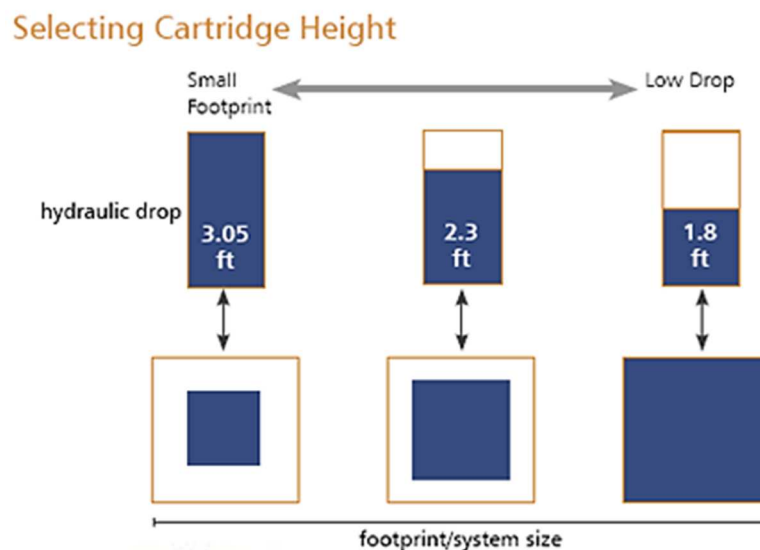 Selecting Cartridge Height
Small
Footprint
Low Drop
hydraulic drop
3.05
ft
2.3
ft
1.8
ft
footprint/system size